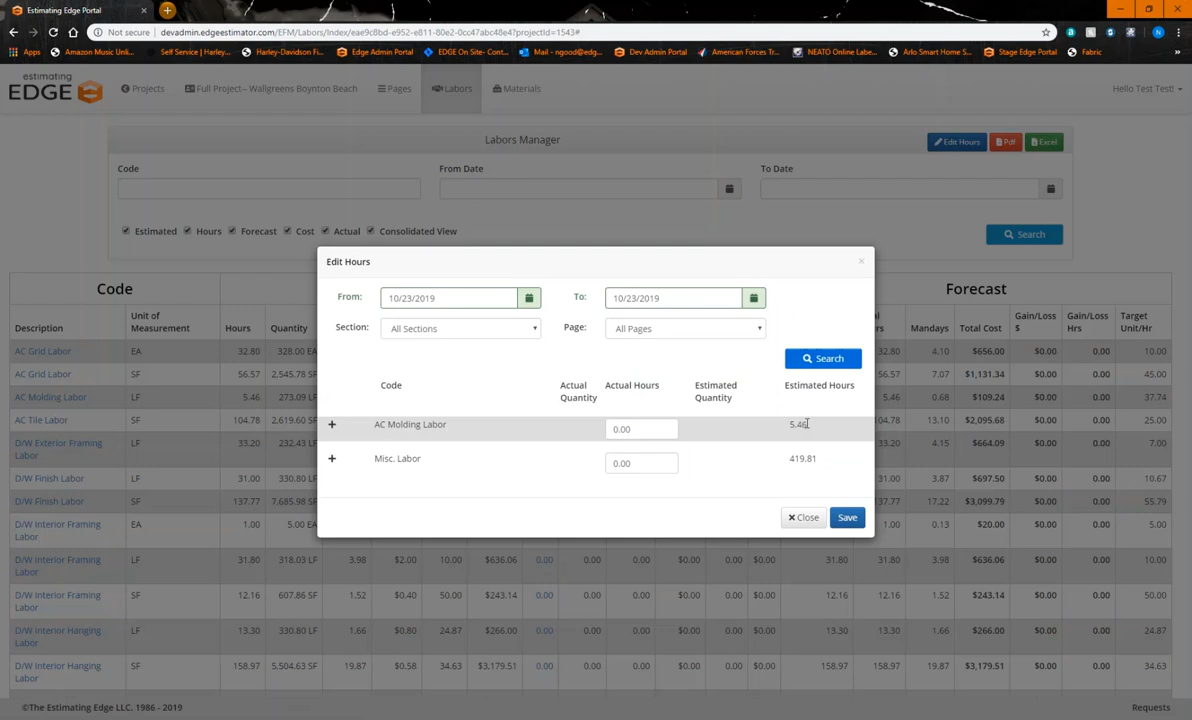 Estimating Edge Portal
Not secure | devadmin.edgeestimator.com/EFM/Labors/Index/eae9c8bd-e952-e811-80e2-0cc47abc48e4?projectId=1543#
Apps Amazon Music Unli... Self Service | Harley... Harley-Davidson Fi... Edge Admin Portal EDGE On Site- Cont... Mail - ngood@edg... Dev Admin Portal American Forces Tr... NEATO Online Labe... Arlo Smart Home S... Stage Edge Portal Fabric »
estimating
EDGE Projects Full Project– Wallgreens Boynton Beach Pages Labors Materials Hello Test Test!
Labors Manager Edit Hours Pdf Excel
Code From Date To Date
Estimated Hours Forecast Cost Actual Consolidated View Search
Edit Hours ×
From: 10/23/2019 To: 10/23/2019
Section: All Sections Page: All Pages
Search
Code Actual Quantity Actual Hours Estimated Quantity Estimated Hours
+ AC Molding Labor 0.00 5.46
+ Misc. Labor 0.00 419.81
Close Save
Code Forecast
Description Unit of Measurement Hours Quantity Mandays Total Cost Gain/Loss $ Gain/Loss Hrs Target Unit/Hr
AC Grid Labor EA 32.80 328.00 EA 32.80 4.10 $656.00 $0.00 0.00 10.00
AC Grid Labor SF 56.57 2,545.78 SF 56.57 7.07 $1,131.34 $0.00 0.00 45.00
AC Molding Labor LF 5.46 273.09 LF 5.46 0.68 $109.24 $0.00 0.00 37.74
AC Tile Labor SF 104.78 2,619.60 SF 104.78 13.10 $2,095.68 $0.00 0.00 25.00
D/W Exterior Framing Labor LF 33.20 232.43 LF 33.20 4.15 $664.09 $0.00 0.00 7.00
D/W Finish Labor LF 31.00 330.80 LF 31.00 3.87 $697.50 $0.00 0.00 10.67
D/W Finish Labor SF 137.77 7,685.98 SF 137.77 17.22 $3,099.79 $0.00 0.00 55.79
D/W Interior Framing Labor EA 1.00 5.00 EA 1.00 0.13 $20.00 $0.00 0.00 5.00
D/W Interior Framing Labor LF 31.80 318.03 LF 3.98 $2.00 10.00 $636.06 0.00 0.00 $0.00 0.00 0.00 $0.00 31.80 31.80 3.98 $636.06 $0.00 0.00 10.00
D/W Interior Framing Labor SF 12.16 607.86 SF 1.52 $0.40 50.00 $243.14 0.00 0.00 $0.00 0.00 0.00 $0.00 12.16 12.16 1.52 $243.14 $0.00 0.00 50.00
D/W Interior Hanging Labor LF 13.30 330.80 LF 1.66 $0.80 24.87 $266.00 0.00 0.00 $0.00 0.00 0.00 $0.00 13.30 13.30 1.66 $266.00 $0.00 0.00 24.87
D/W Interior Hanging Labor SF 158.97 5,504.63 SF 19.87 $0.58 34.63 $3,179.51 0.00 0.00 $0.00 0.00 0.00 $0.00 158.97 158.97 19.87 $3,179.51 $0.00 0.00 34.63
©The Estimating Edge LLC. 1986 - 2019 Requests